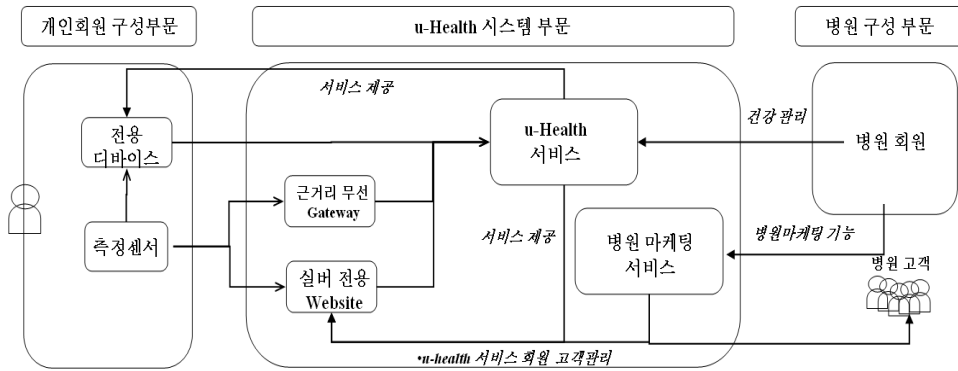 개인회원 구성부문
u-Health 시스템 부문
병원 구성 부문
서비스 제공
전용
디바이스
u-Health
서비스
건강 관리
병원 회원
근거리 무선
Gateway
측정센서
서비스 제공
병원 마케팅
서비스
병원마케팅 기능
실버 전용
Website
병원 고객
•u-health 서비스 회원 고객관리